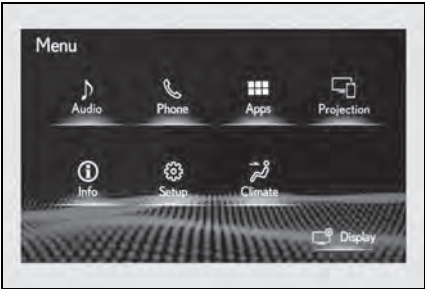 Menu
Audio Phone Apps Projection
Info Setup Climate
Display